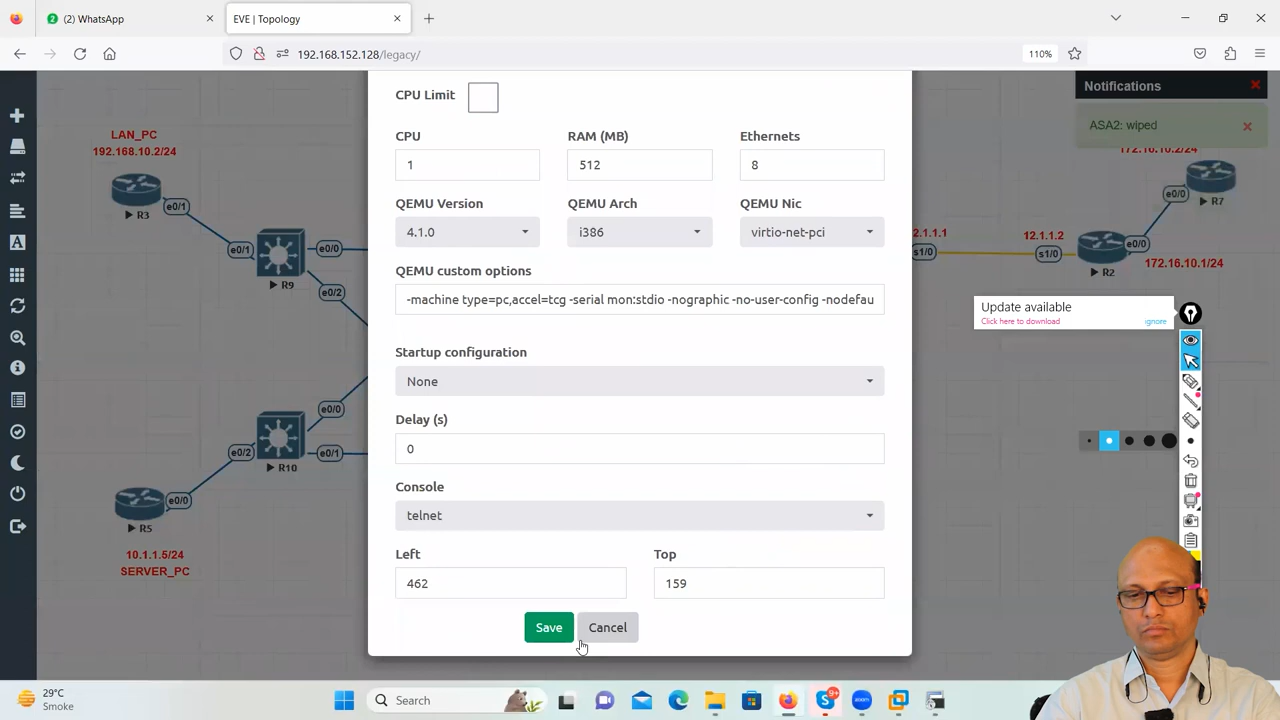 (2) WhatsApp
EVE | Topology
192.168.152.128/legacy/
110%
CPU Limit
Notifications
ASA2: wiped
LAN_PC
192.168.10.2/24
R3
e0/1
e0/1
e0/0
R9
e0/2
e0/0
R10
e0/1
e0/2
e0/0
R5
10.1.1.5/24
SERVER_PC
CPU
RAM (MB)
Ethernets
1
512
8
QEMU Version
QEMU Arch
QEMU Nic
4.1.0
i386
virtio-net-pci
QEMU custom options
-machine type=pc,accel=tcg -serial mon:stdio -nographic -no-user-config -nodefau
Startup configuration
None
Delay (s)
0
Console
telnet
Left
Top
462
159
Save
Cancel
172.16.10.2/24
e0/0
R7
2.1.1.1
12.1.1.2
s1/0
s1/0
e0/0
R2
172.16.10.1/24
Update available
Click here to download
ignore
29°C
Smoke
Search
9+